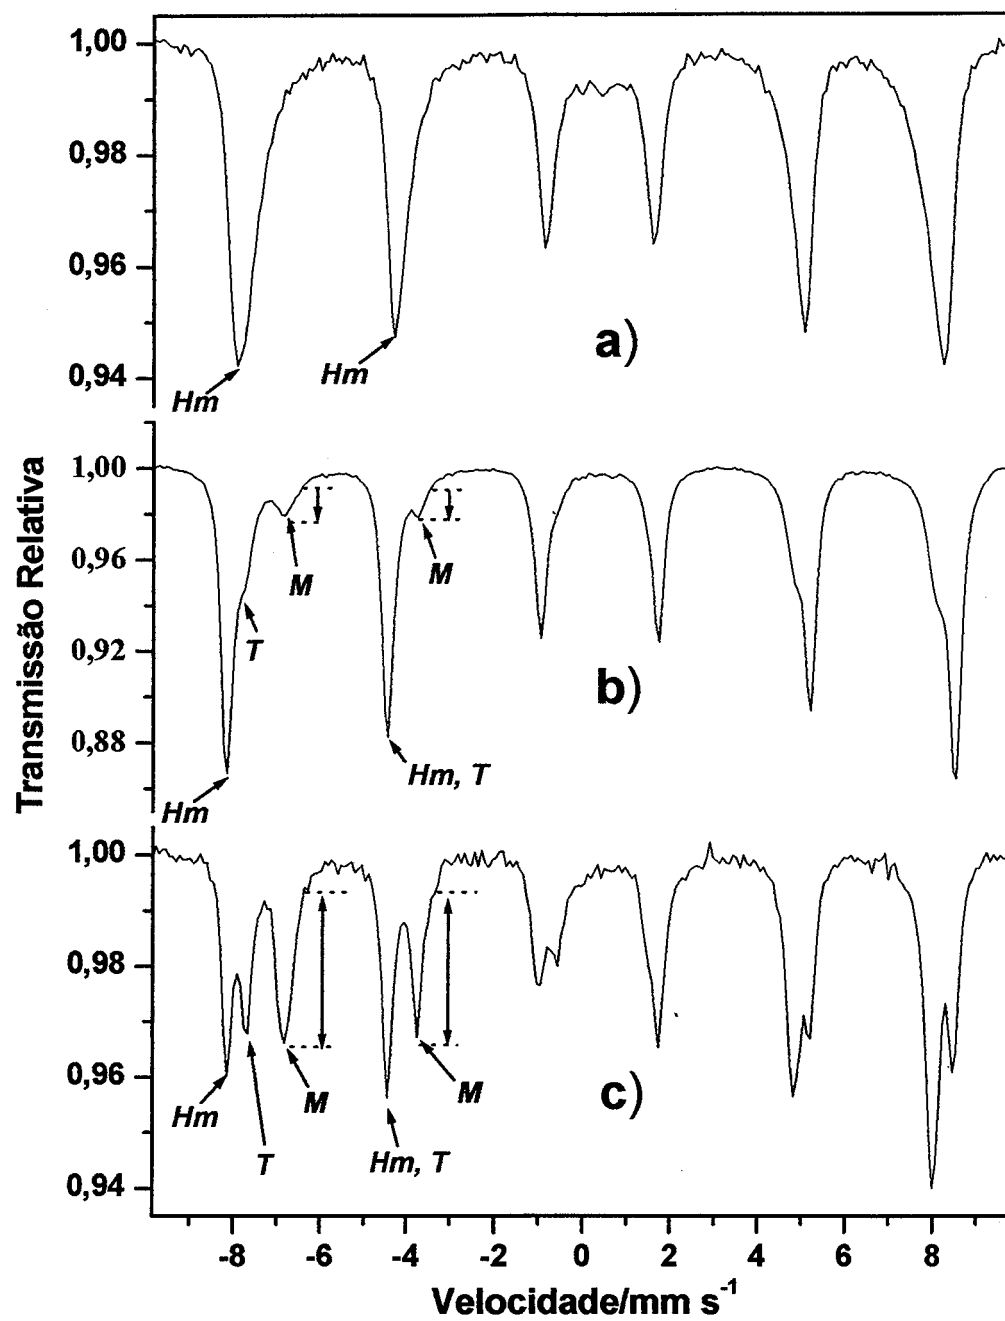 Transmissão Relativa
1,00
0,98
0,96
0,94
Hm
Hm
a)
1,00
0,96
0,92
0,88
M
M
T
Hm
Hm, T
b)
1,00
0,98
0,96
0,94
Hm
T
M
Hm, T
M
c)
-8 -6 -4 -2 0 2 4 6 8
Velocidade/mm s⁻¹